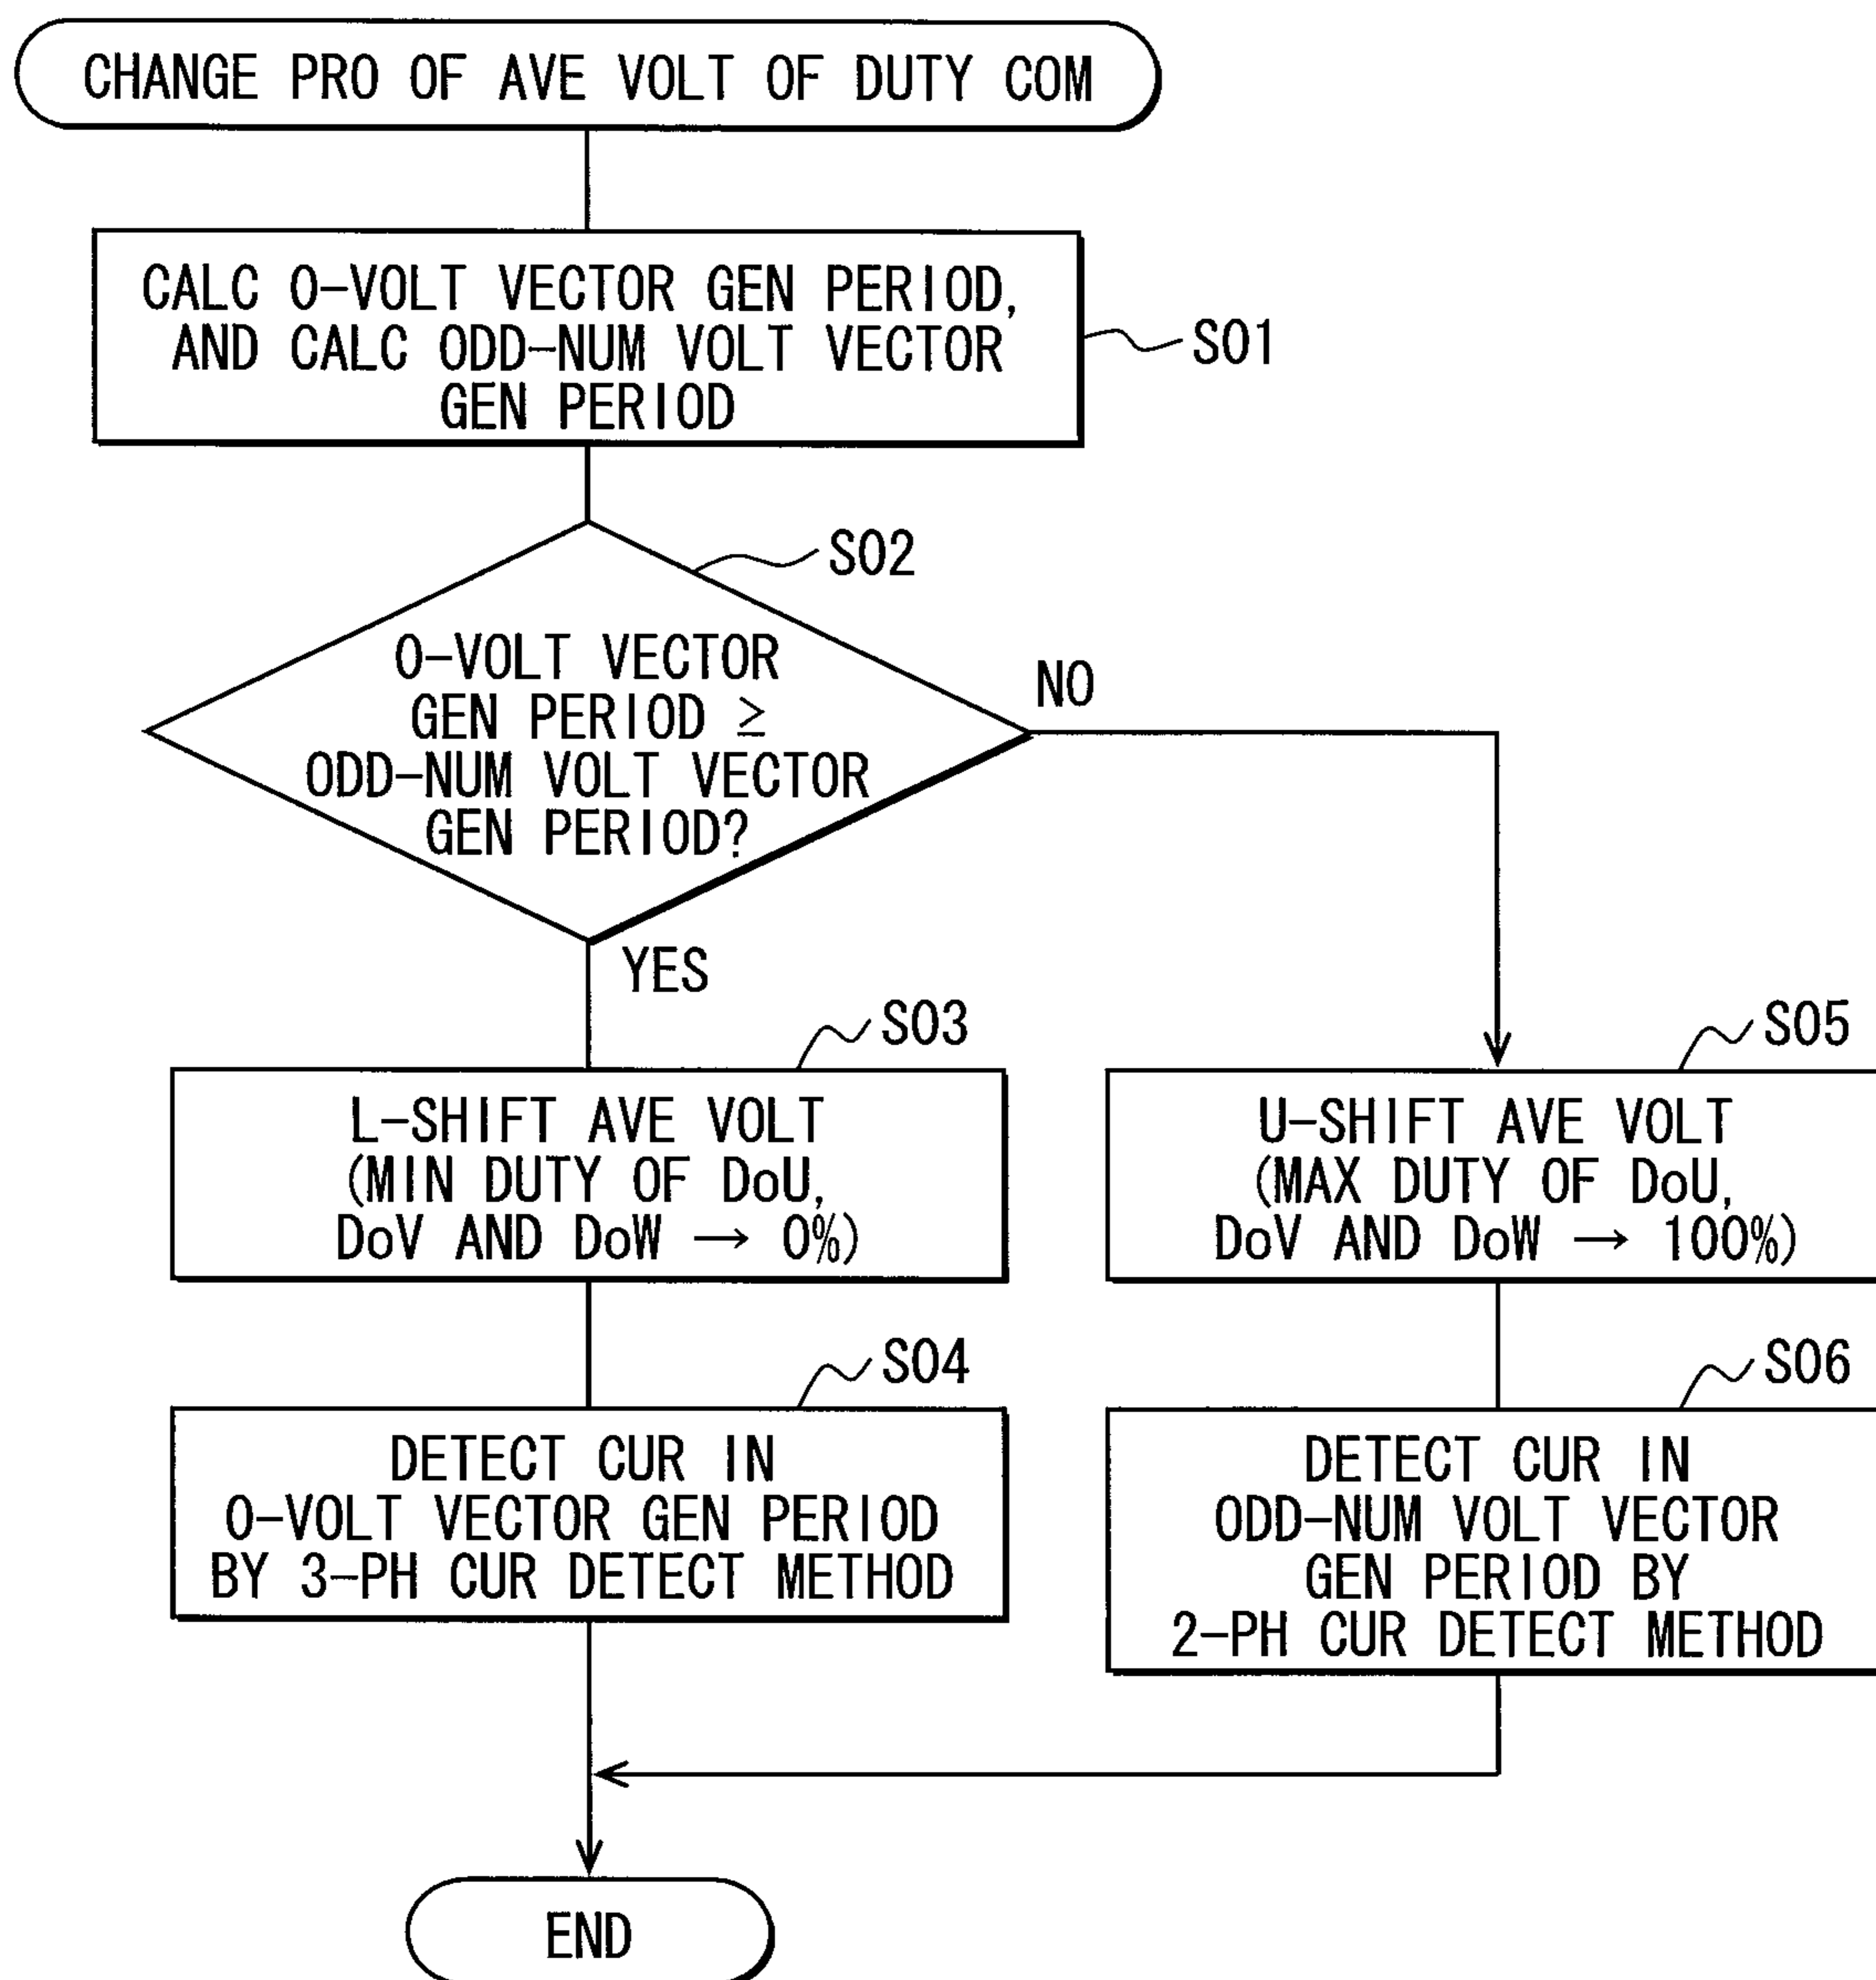 CHANGE PRO OF AVE VOLT OF DUTY COM
CALC 0-VOLT VECTOR GEN PERIOD,
AND CALC ODD-NUM VOLT VECTOR
GEN PERIOD
S01
S02
0-VOLT VECTOR
GEN PERIOD ≥
ODD-NUM VOLT VECTOR
GEN PERIOD?
NO
YES
S03
L-SHIFT AVE VOLT
(MIN DUTY OF DoU,
DoV AND DoW → 0%)
S05
U-SHIFT AVE VOLT
(MAX DUTY OF DoU,
DoV AND DoW → 100%)
S04
DETECT CUR IN
0-VOLT VECTOR GEN PERIOD
BY 3-PH CUR DETECT METHOD
S06
DETECT CUR IN
ODD-NUM VOLT VECTOR
GEN PERIOD BY
2-PH CUR DETECT METHOD
END